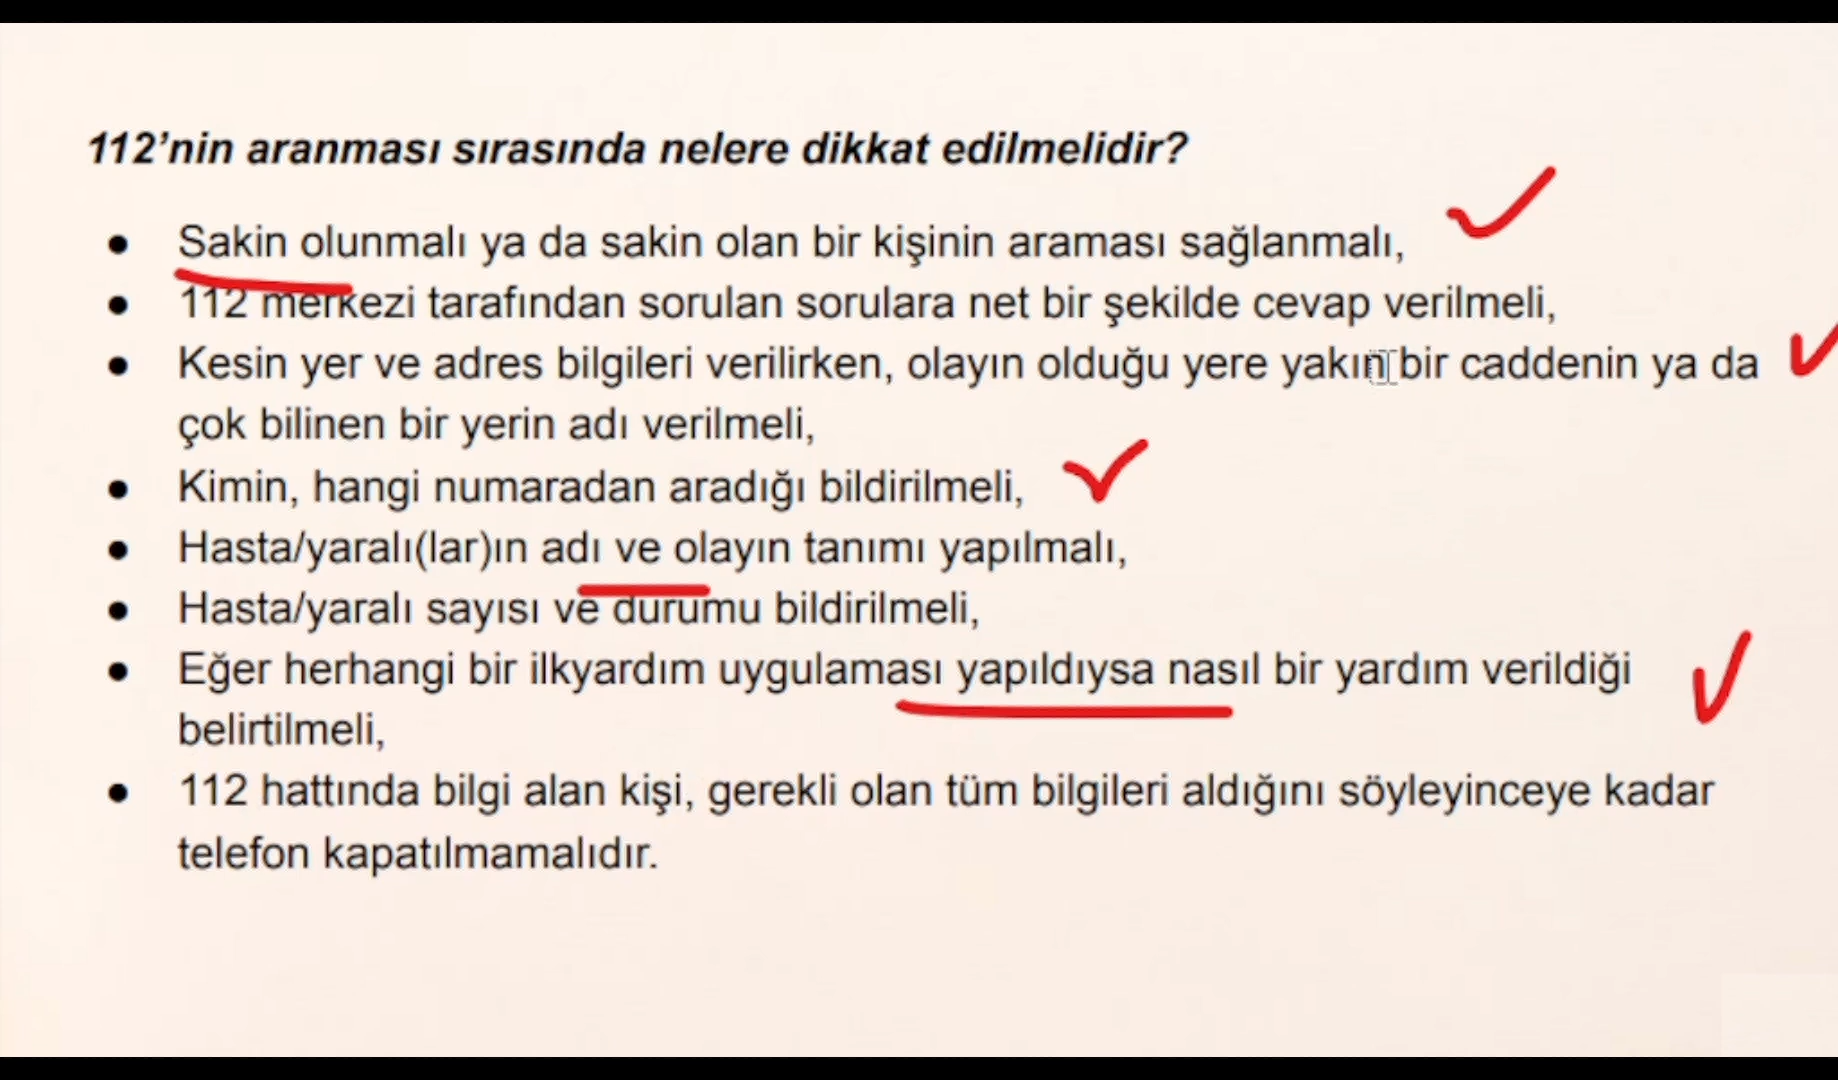 112’nin aranması sırasında nelere dikkat edilmelidir?
● Sakin olunmalı ya da sakin olan bir kişinin araması sağlanmalı,
● 112 merkezi tarafından sorulan sorulara net bir şekilde cevap verilmeli,
● Kesin yer ve adres bilgileri verilirken, olayın olduğu yere yakın bir caddenin ya da
çok bilinen bir yerin adı verilmeli,
● Kimin, hangi numaradan aradığı bildirilmeli,
● Hasta/yaralı(lar)ın adı ve olayın tanımı yapılmalı,
● Hasta/yaralı sayısı ve durumu bildirilmeli,
● Eğer herhangi bir ilkyardım uygulaması yapıldıysa nasıl bir yardım verildiği
belirtilmeli,
● 112 hattında bilgi alan kişi, gerekli olan tüm bilgileri aldığını söyleyinceye kadar
telefon kapatılmamalıdır.